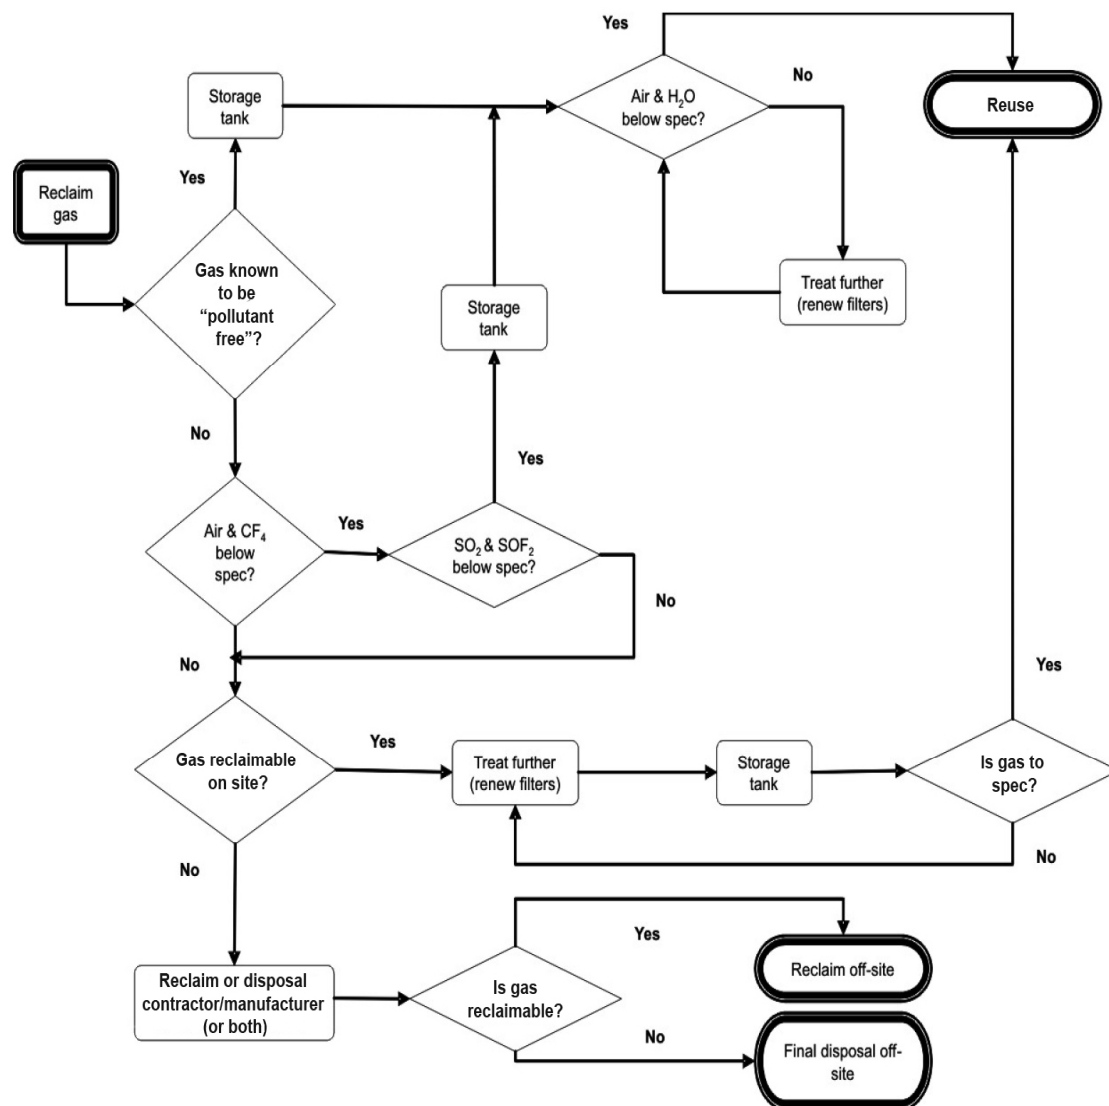 Yes
No
Storage
tank
Air & H₂O
below spec?
Reuse
Yes
Reclaim
gas
Gas known
to be
“pollutant
free”?
Treat further
(renew filters)
Storage
tank
No
Yes
Air & CF₄
below
spec?
Yes
SO₂ & SOF₂
below spec?
No
No
Yes
Gas reclaimable
on site?
Yes
Treat further
(renew filters)
Storage
tank
Is gas to
spec?
No
No
Yes
Reclaim off-site
Reclaim or disposal
contractor/manufacturer
(or both)
Is gas
reclaimable?
No
Final disposal off-
site